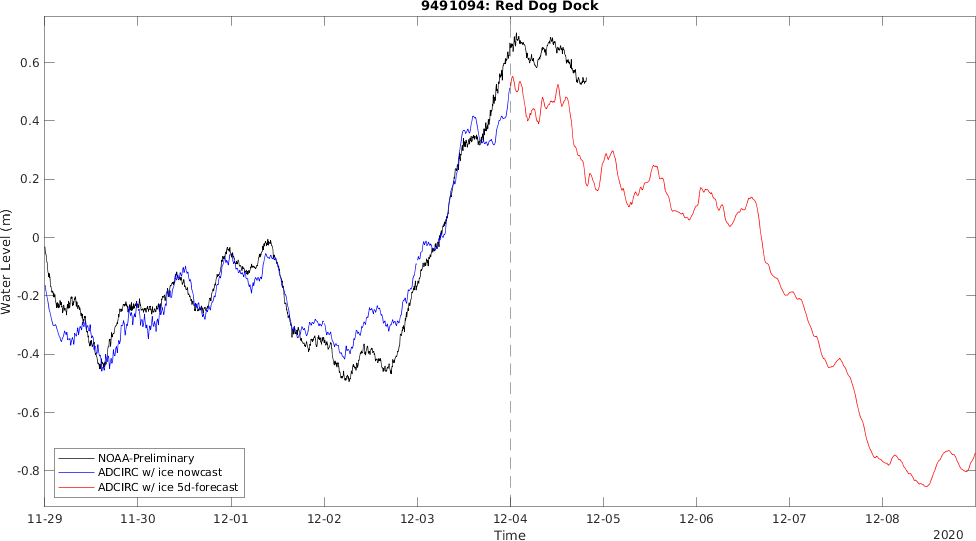 9491094: Red Dog Dock
Water Level (m)
0.6
0.4
0.2
0
-0.2
-0.4
-0.6
-0.8
NOAA-Preliminary
ADCIRC w/ ice nowcast
ADCIRC w/ ice 5d-forecast
11-29 11-30 12-01 12-02 12-03 12-04 12-05 12-06 12-07 12-08
Time
2020